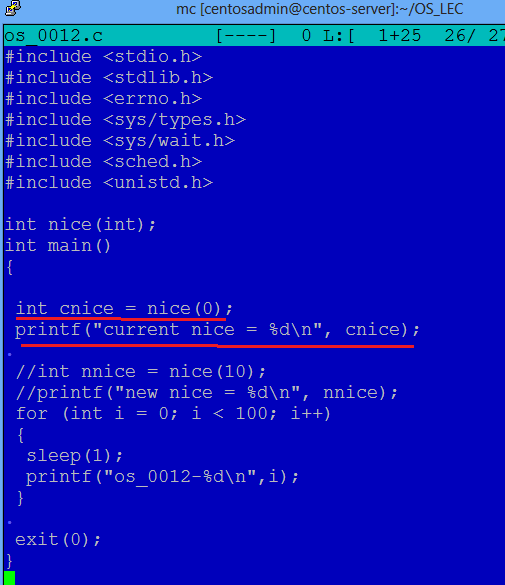 mc [centosadmin@centos-server]:~/OS_LEC
os_0012.c [----] 0 L:[ 1+25 26/ 27
#include <stdio.h>
#include <stdlib.h>
#include <errno.h>
#include <sys/types.h>
#include <sys/wait.h>
#include <sched.h>
#include <unistd.h>
int nice(int);
int main()
{
int cnice = nice(0);
printf("current nice = %d\n", cnice);
.
//int nnice = nice(10);
//printf("new nice = %d\n", nnice);
for (int i = 0; i < 100; i++)
{
sleep(1);
printf("os_0012-%d\n",i);
}
.
exit(0);
}